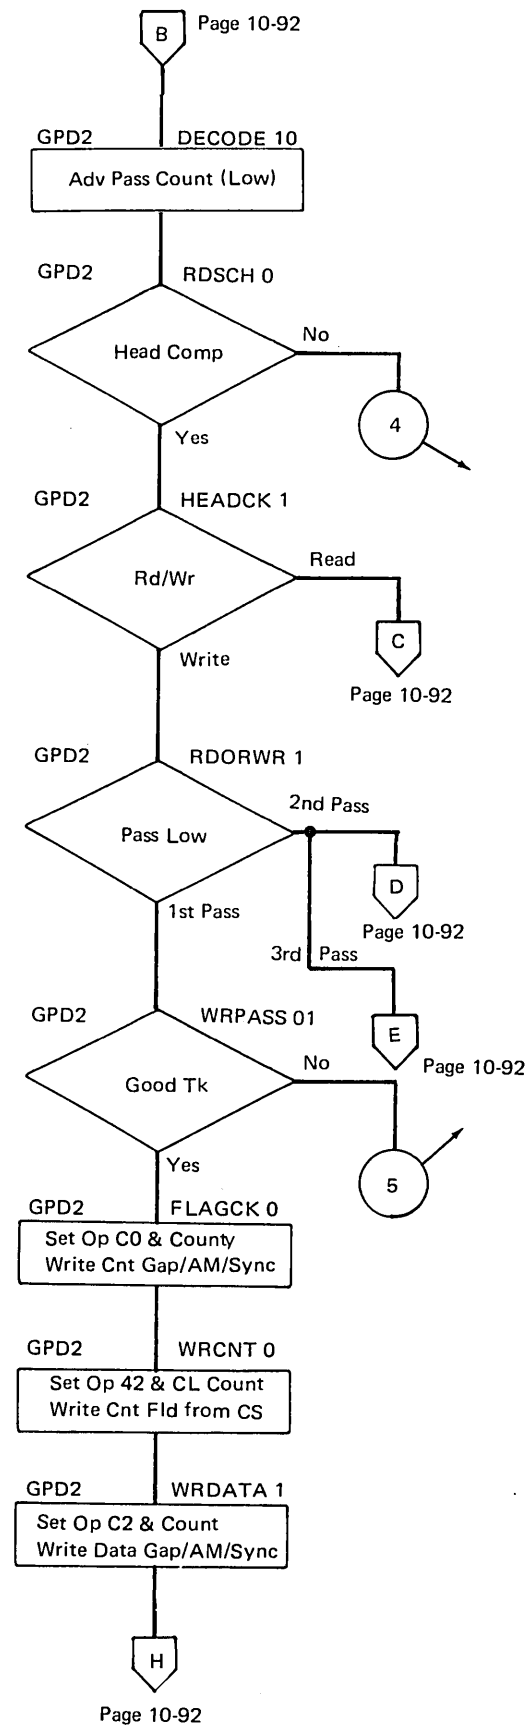 B
Page 10-92
GPD2 DECODE 10
Adv Pass Count (Low)
GPD2 RDSCH 0
Head Comp
No
4
Yes
GPD2 HEADCK 1
Rd/Wr
Read
C
Page 10-92
Write
GPD2 RDORWR 1
Pass Low
2nd Pass
D
Page 10-92
1st Pass
3rd Pass
E
Page 10-92
GPD2 WRPASS 01
Good Tk
No
5
Yes
GPD2 FLAGCK 0
Set Op C0 & County
Write Cnt Gap/AM/Sync
GPD2 WRCNT 0
Set Op 42 & CL Count
Write Cnt Fld from CS
GPD2 WRDATA 1
Set Op C2 & Count
Write Data Gap/AM/Sync
H
Page 10-92